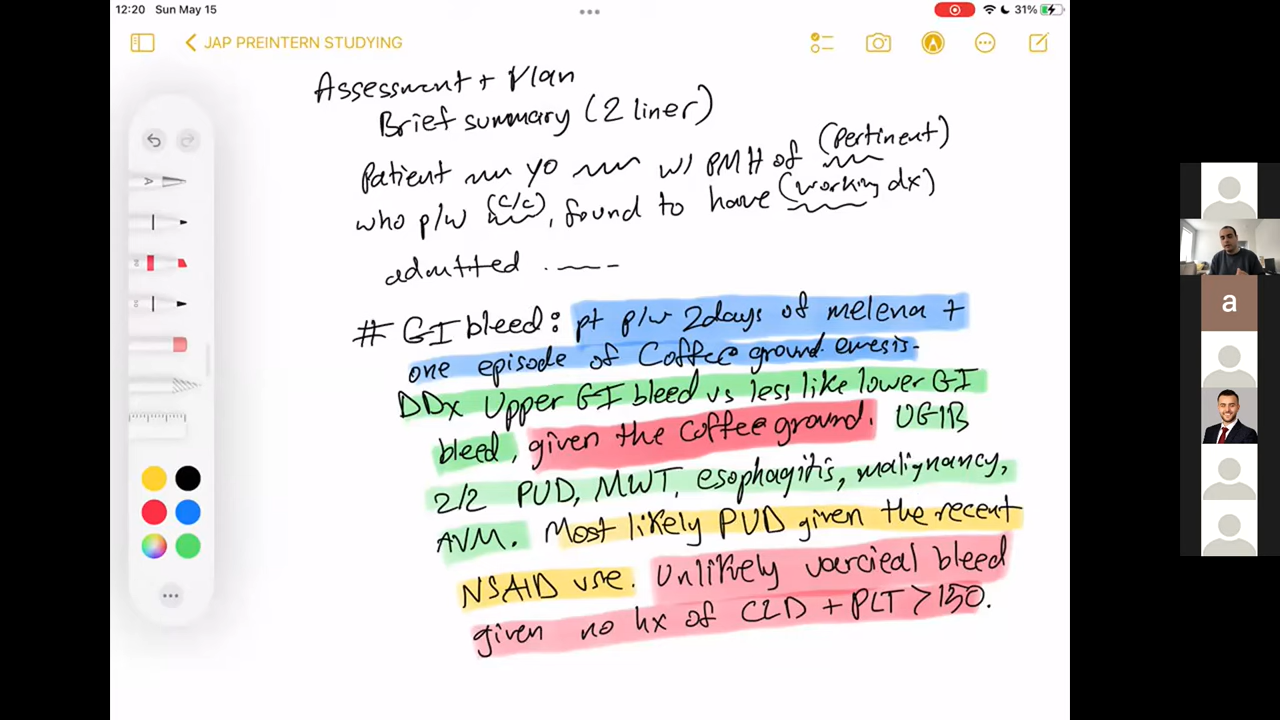 12:20 Sun May 15
31%
JAP PREINTERN STUDYING
Assessment + Plan
Brief summary (2 liner)
Patient yo w/ PMH of (Pertinent)
who p/w (c/c), found to have (working dx)
admitted
# GI bleed: pt p/w 2 days of melena +
one episode of Coffee ground emesis.
DDx Upper GI bleed vs less like lower GI
bleed, given the coffee ground. UGIB
2/2 PUD, MWT, esophagitis, malignancy,
AVM. Most likely PUD given the recent
NSAID use. Unlikely varcieal bleed
given no hx of CLD + PLT > 150.
A
a